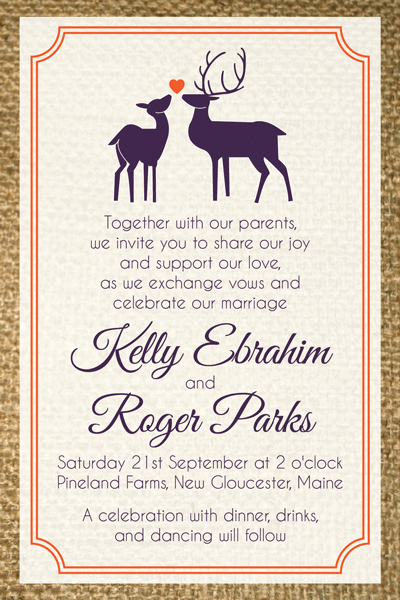 Together with our parents,
we invite you to share our joy
and support our love,
as we exchange vows and
celebrate our marriage
Kelly Ebrahim
and
Roger Parks
Saturday 21st September at 2 o'clock
Pineland Farms, New Gloucester, Maine
A celebration with dinner, drinks,
and dancing will follow